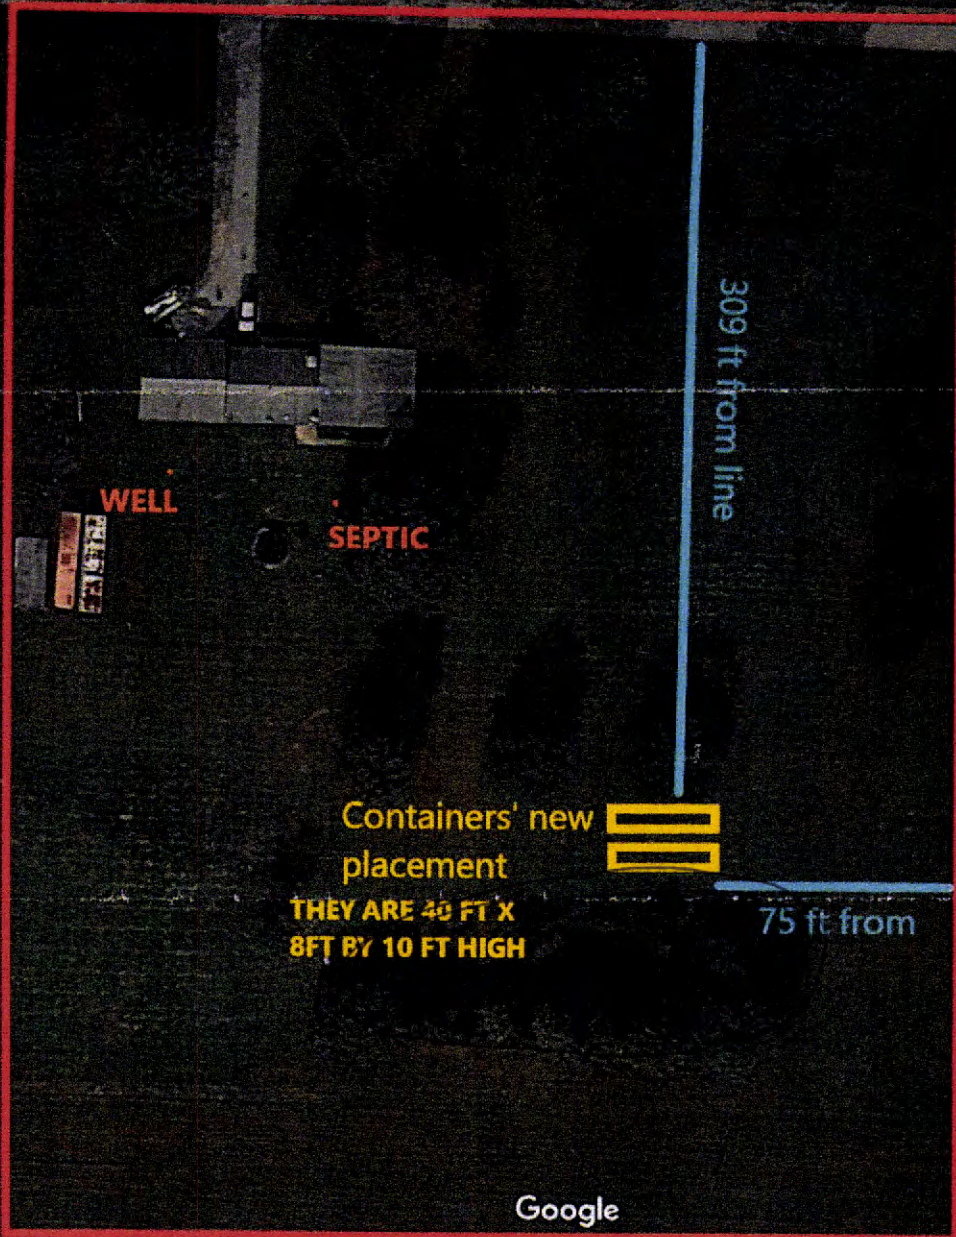 309 ft from line
WELL
SEPTIC
Containers' new
placement
THEY ARE 40 FT X
8FT BY 10 FT HIGH
75 ft from
Google